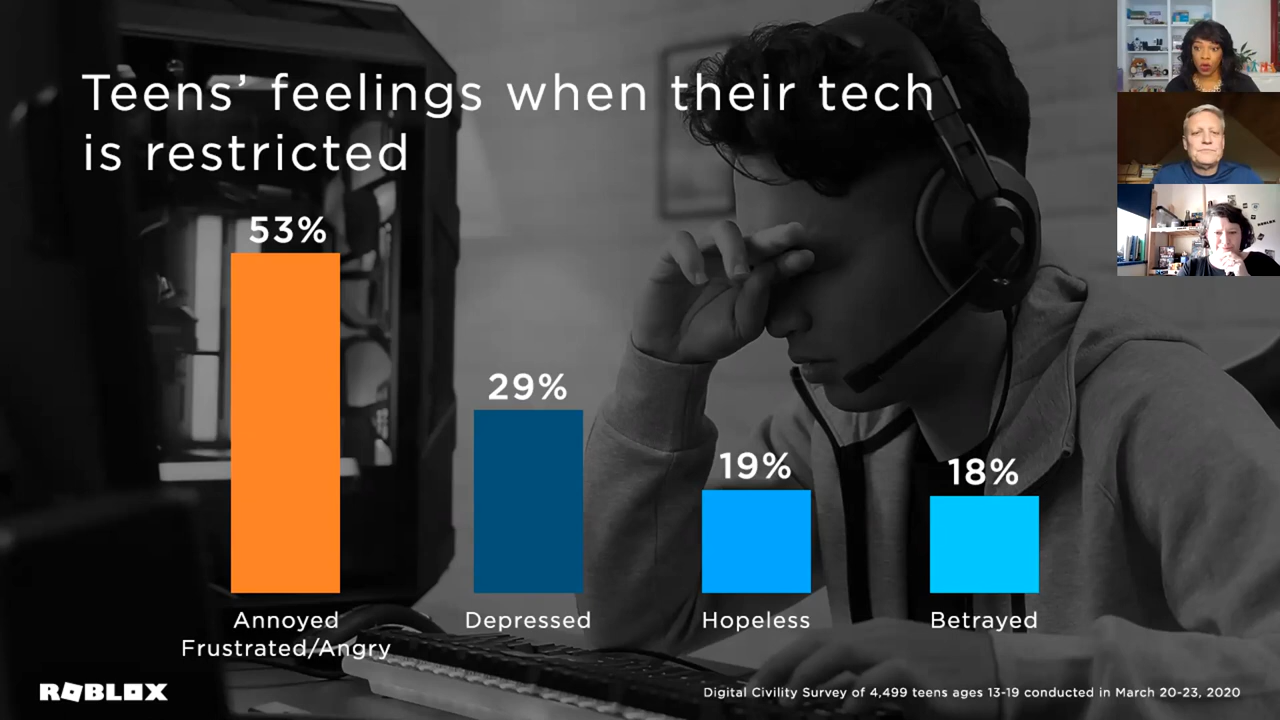 Teens’ feelings when their tech
is restricted
53%
29%
19%
18%
Annoyed
Frustrated/Angry
Depressed
Hopeless
Betrayed
ROBLOX
Digital Civility Survey of 4,499 teens ages 13-19 conducted in March 20-23, 2020